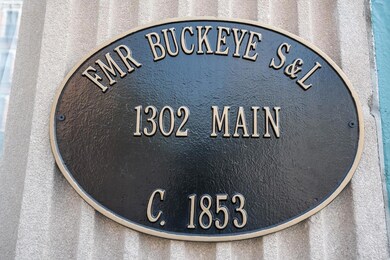 FMR BUCKEYE S&L
1302 MAIN
C. 1853